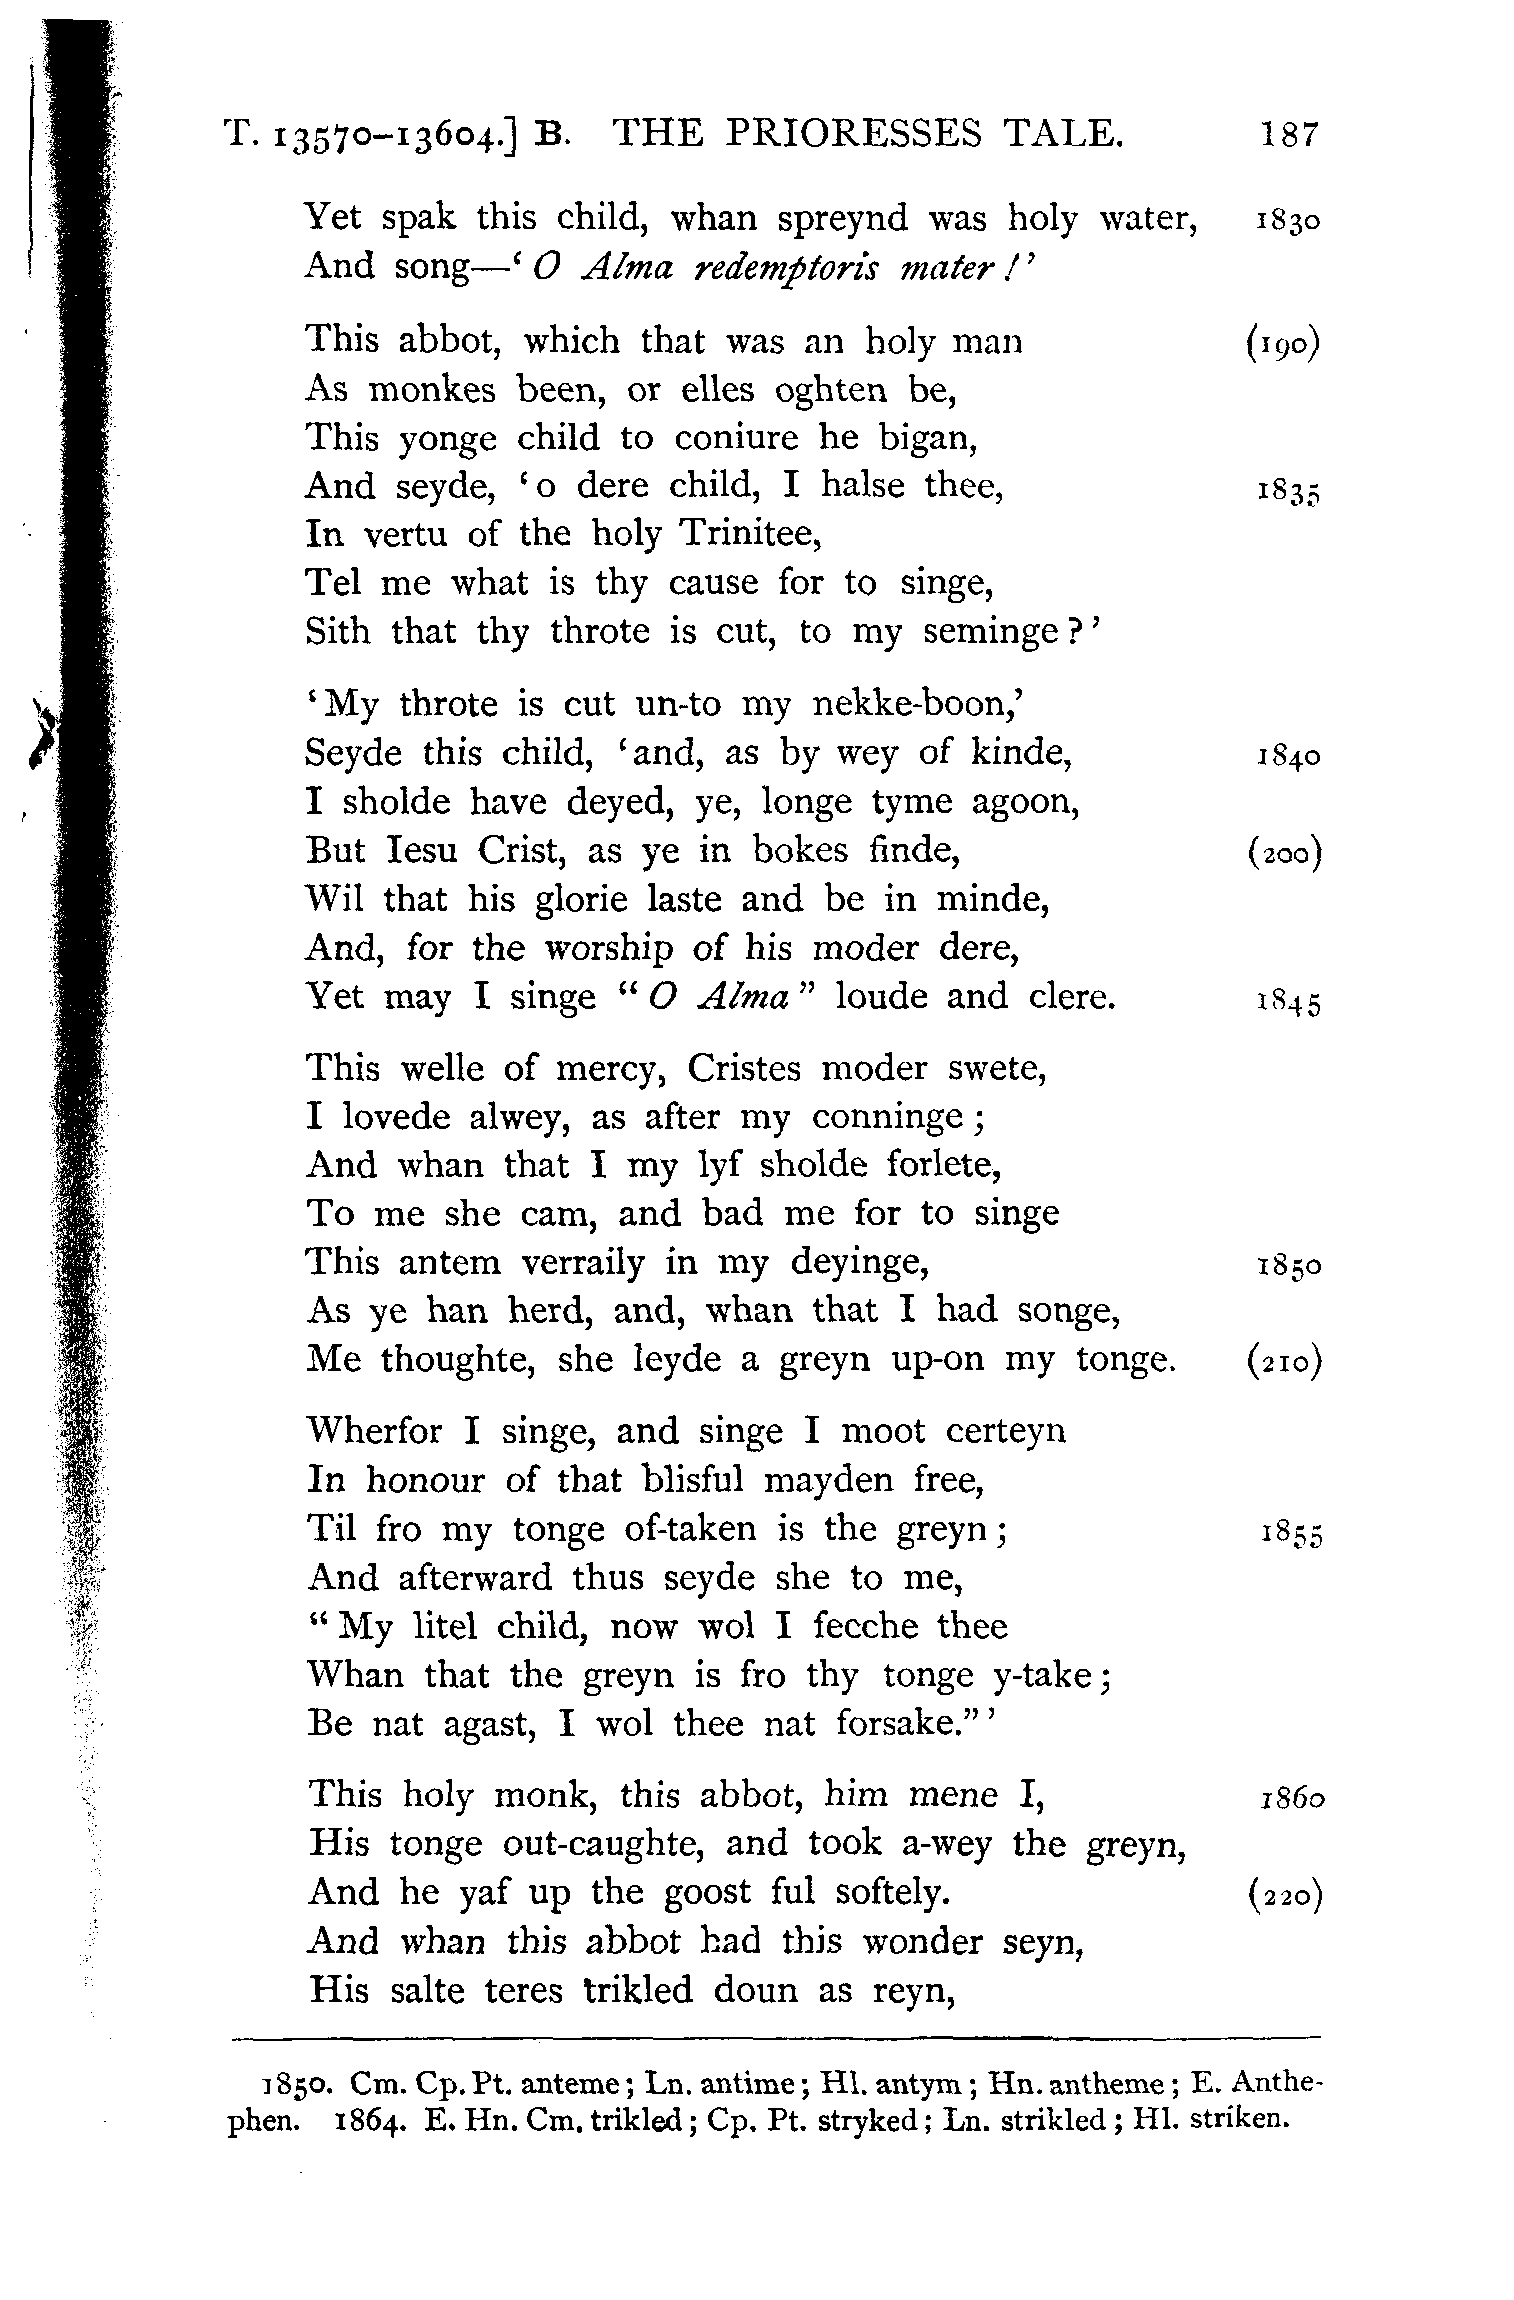 T. 13570–13604.] B. THE PRIORESSES TALE. 187
Yet spak this child, whan spreynd was holy water, 1830
And song—‘O Alma redemptoris mater!’
This abbot, which that was an holy man (190)
As monkes been, or elles oghten be,
This yonge child to coniure he bigan,
And seyde, ‘o dere child, I halse thee, 1835
In vertu of the holy Trinitee,
Tel me what is thy cause for to singe,
Sith that thy throte is cut, to my seminge?’
‘My throte is cut un-to my nekke-boon,’
Seyde this child, ‘and, as by wey of kinde, 1840
I sholde have deyed, ye, longe tyme agoon,
But Iesu Crist, as ye in bokes finde, (200)
Wil that his glorie laste and be in minde,
And, for the worship of his moder dere,
Yet may I singe “O Alma” loude and clere. 1845
This welle of mercy, Cristes moder swete,
I lovede alwey, as after my conninge;
And whan that I my lyf sholde forlete,
To me she cam, and bad me for to singe
This antem verraily in my deyinge, 1850
As ye han herd, and, whan that I had songe,
Me thoughte, she leyde a greyn up-on my tonge. (210)
Wherfor I singe, and singe I moot certeyn
In honour of that blisful mayden free,
Til fro my tonge of-taken is the greyn; 1855
And afterward thus seyde she to me,
“My litel child, now wol I fecche thee
Whan that the greyn is fro thy tonge y-take;
Be nat agast, I wol thee nat forsake.”’
This holy monk, this abbot, him mene I, 1860
His tonge out-caughte, and took a-wey the greyn,
And he yaf up the goost ful softely. (220)
And whan this abbot had this wonder seyn,
His salte teres trikled doun as reyn,
1850. Cm. Cp. Pt. anteme; Ln. antime; Hl. antym; Hn. antheme; E. Anthe-
phen. 1864. E. Hn. Cm. trikled; Cp. Pt. stryked; Ln. strikled; Hl. striken.